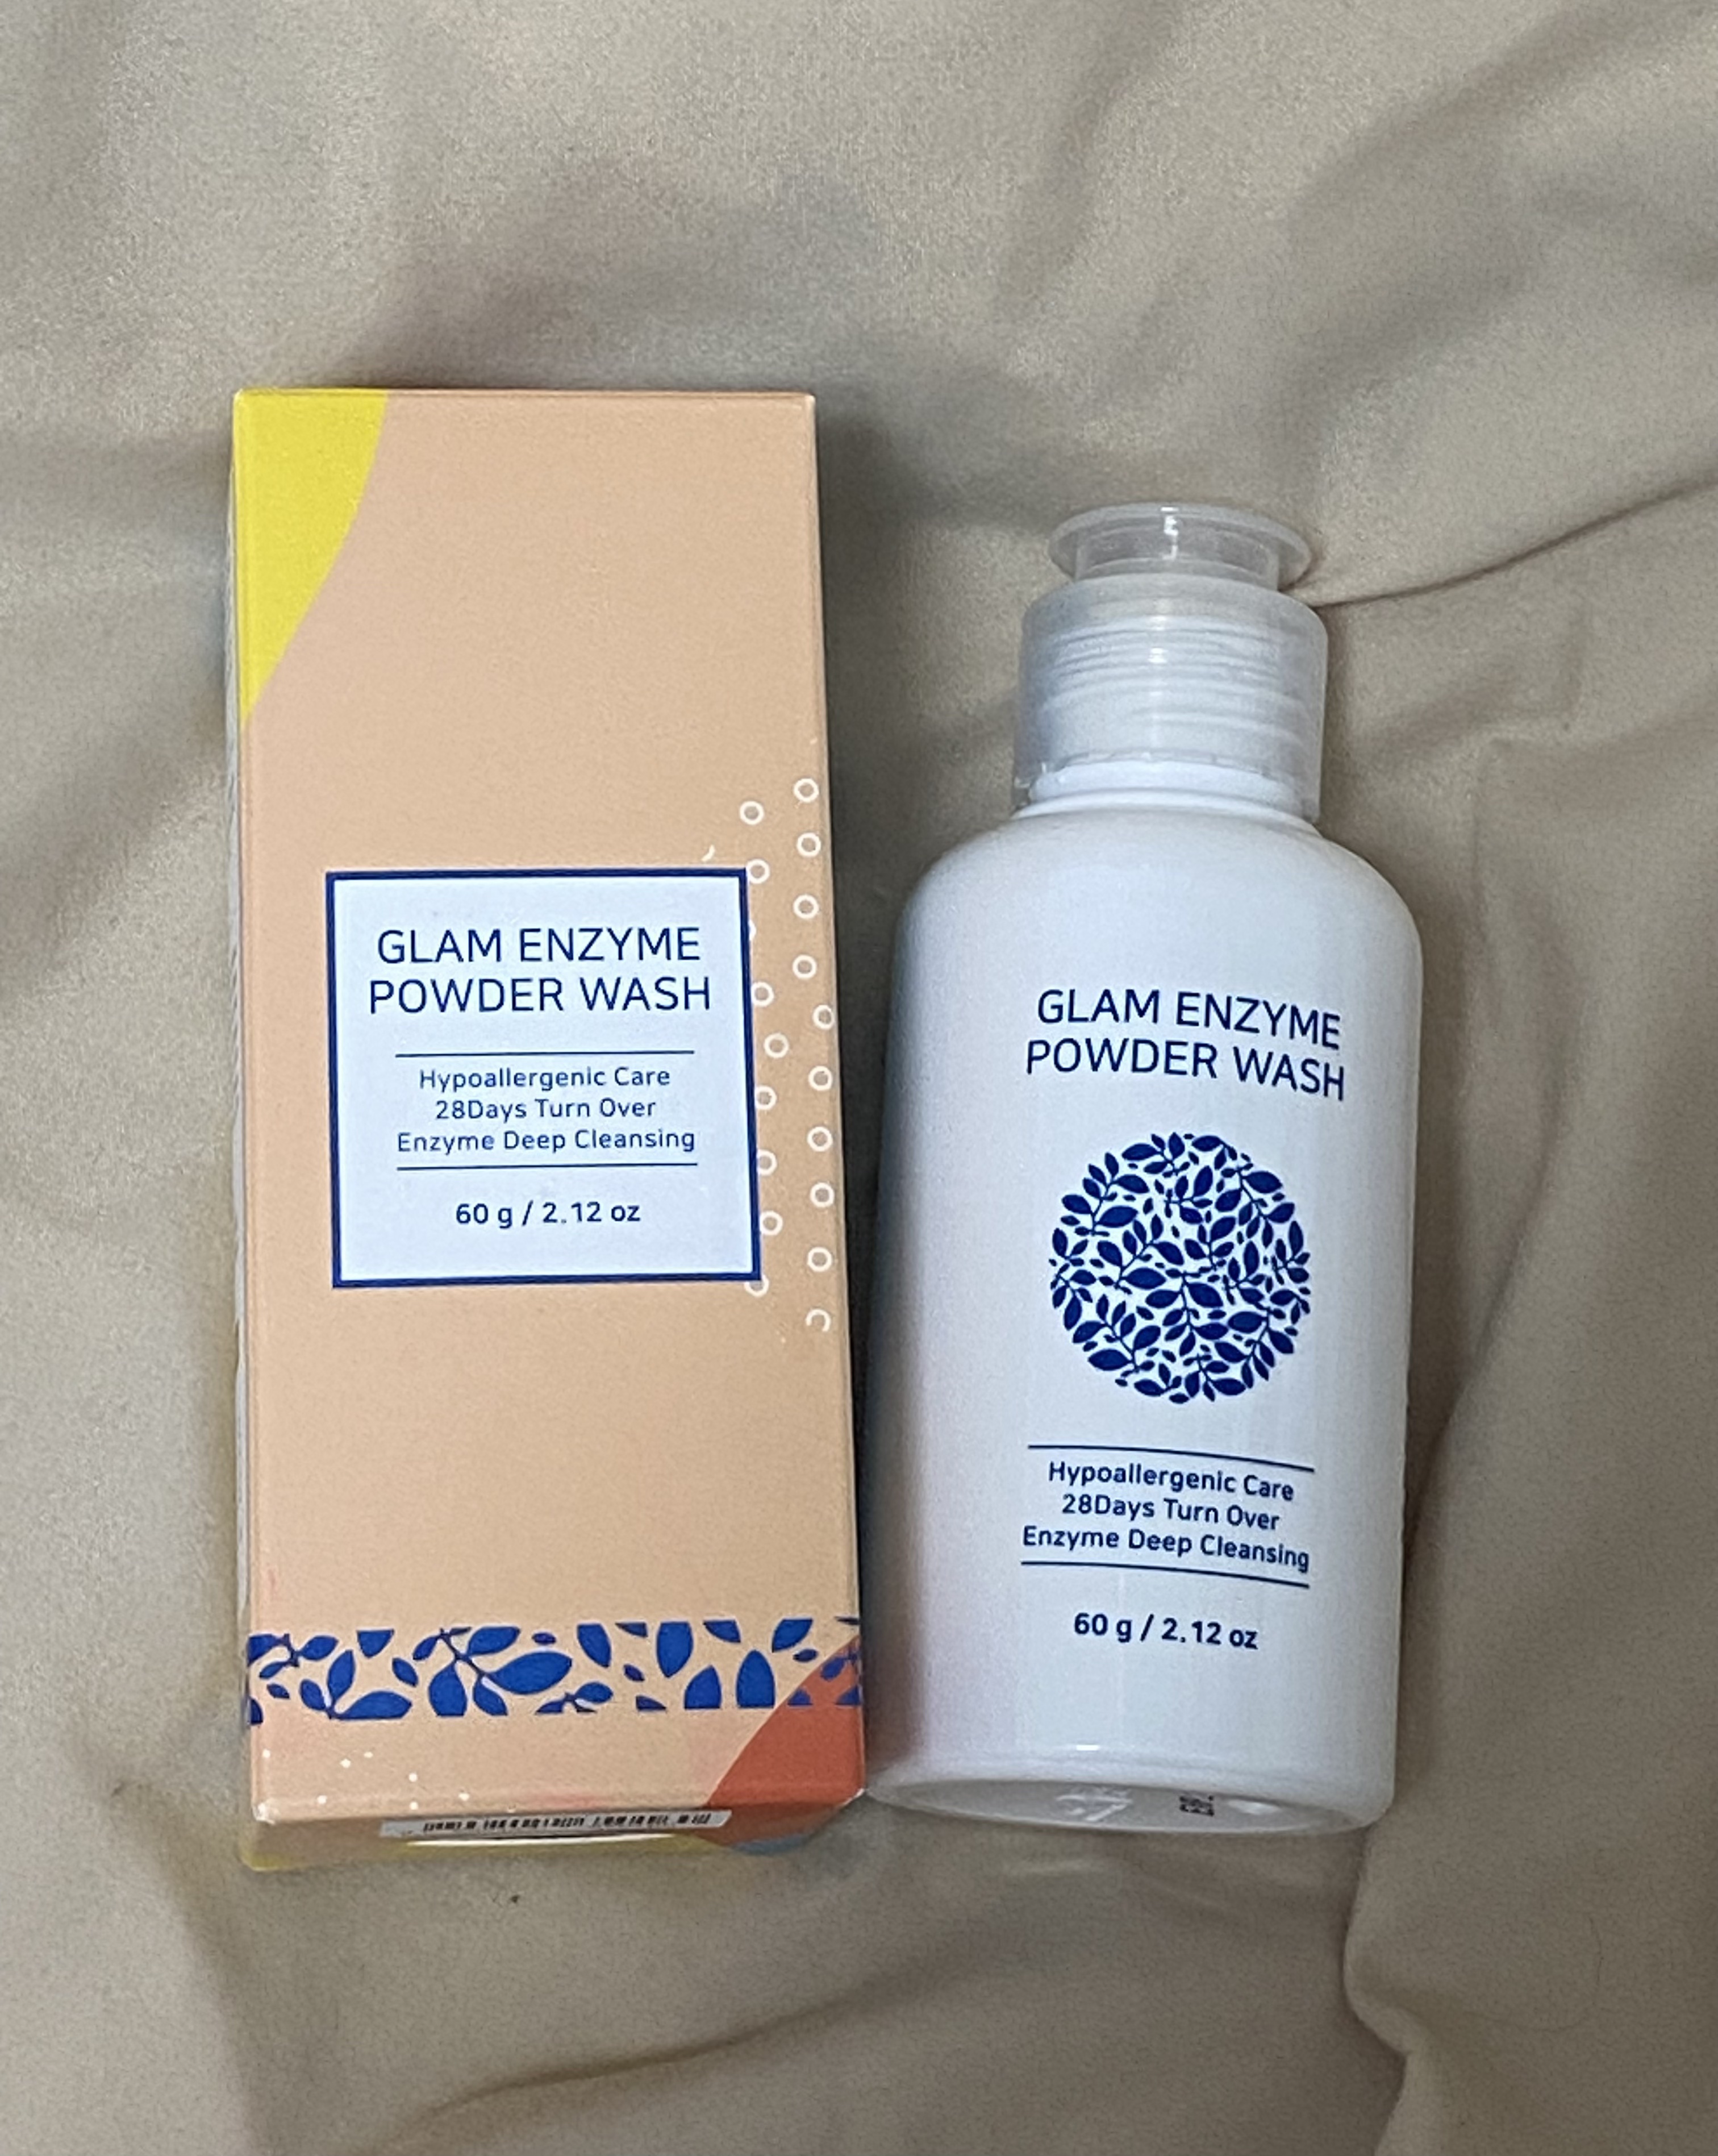 GLAM ENZYME
POWDER WASH
Hypoallergenic Care
28Days Turn Over
Enzyme Deep Cleansing
60 g / 2.12 oz
GLAM ENZYME
POWDER WASH
Hypoallergenic Care
28Days Turn Over
Enzyme Deep Cleansing
60 g / 2.12 oz